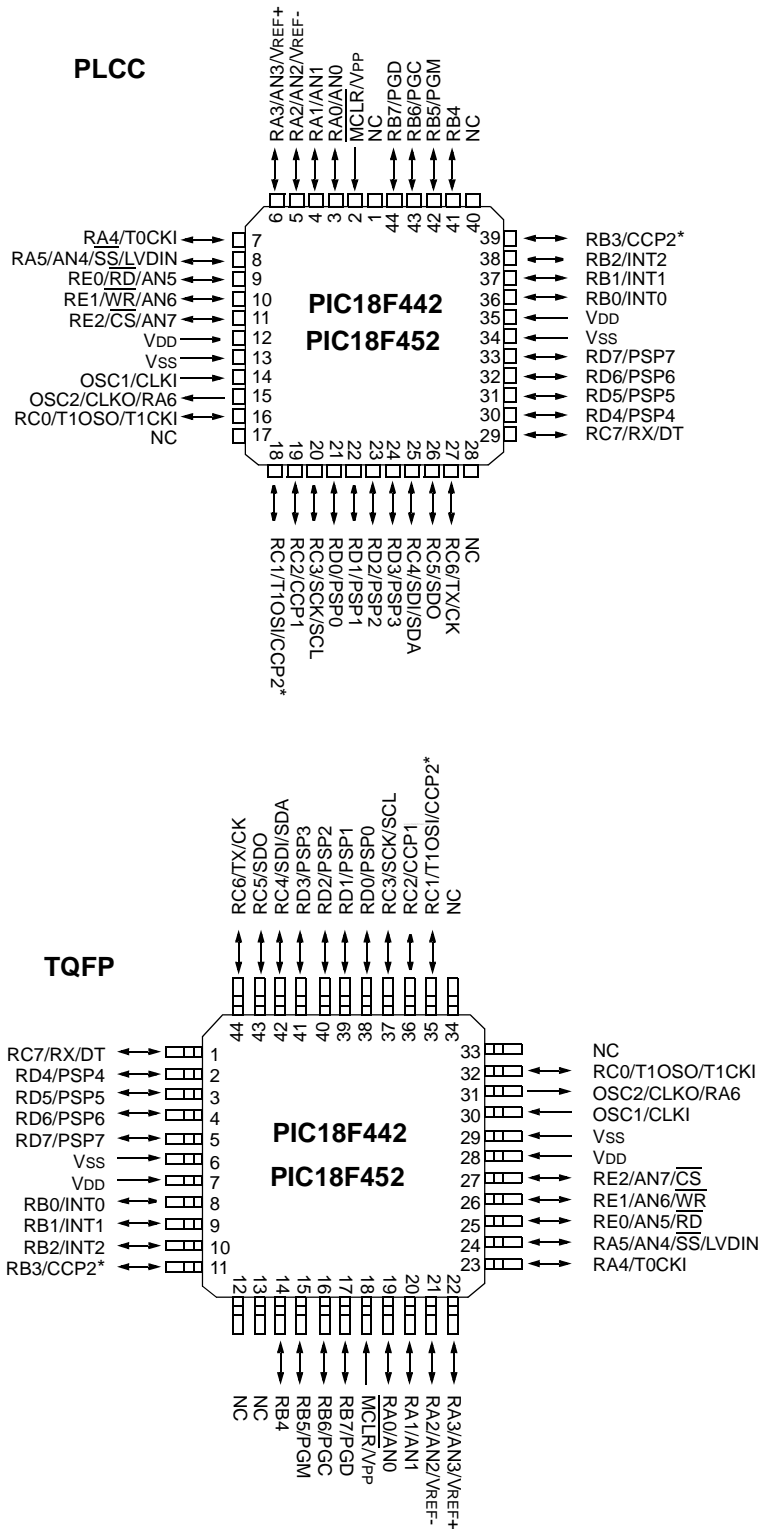 PLCC
RA3/AN3/VREF+
RA2/AN2/VREF-
RA1/AN1
RA0/AN0
MCLR/VPP
NC
RB7/PGD
RB6/PGC
RB5/PGM
RB4
NC
6 5 4 3 2 1 44 43 42 41 40
RA4/T0CKI 7
RA5/AN4/SS/LVDIN 8
RE0/RD/AN5 9
RE1/WR/AN6 10
RE2/CS/AN7 11
VDD 12
VSS 13
OSC1/CLKI 14
OSC2/CLKO/RA6 15
RC0/T1OSO/T1CKI 16
NC 17
PIC18F442
PIC18F452
39 RB3/CCP2*
38 RB2/INT2
37 RB1/INT1
36 RB0/INT0
35 VDD
34 VSS
33 RD7/PSP7
32 RD6/PSP6
31 RD5/PSP5
30 RD4/PSP4
29 RC7/RX/DT
18 19 20 21 22 23 24 25 26 27 28
RC1/T1OSI/CCP2*
RC2/CCP1
RC3/SCK/SCL
RD0/PSP0
RD1/PSP1
RD2/PSP2
RD3/PSP3
RC4/SDI/SDA
RC5/SDO
RC6/TX/CK
NC
TQFP
RC6/TX/CK
RC5/SDO
RC4/SDI/SDA
RD3/PSP3
RD2/PSP2
RD1/PSP1
RD0/PSP0
RC3/SCK/SCL
RC2/CCP1
RC1/T1OSI/CCP2*
NC
44 43 42 41 40 39 38 37 36 35 34
RC7/RX/DT 1
RD4/PSP4 2
RD5/PSP5 3
RD6/PSP6 4
RD7/PSP7 5
VSS 6
VDD 7
RB0/INT0 8
RB1/INT1 9
RB2/INT2 10
RB3/CCP2* 11
PIC18F442
PIC18F452
33 NC
32 RC0/T1OSO/T1CKI
31 OSC2/CLKO/RA6
30 OSC1/CLKI
29 VSS
28 VDD
27 RE2/AN7/CS
26 RE1/AN6/WR
25 RE0/AN5/RD
24 RA5/AN4/SS/LVDIN
23 RA4/T0CKI
12 13 14 15 16 17 18 19 20 21 22
NC
NC
RB4
RB5/PGM
RB6/PGC
RB7/PGD
MCLR/VPP
RA0/AN0
RA1/AN1
RA2/AN2/VREF-
RA3/AN3/VREF+